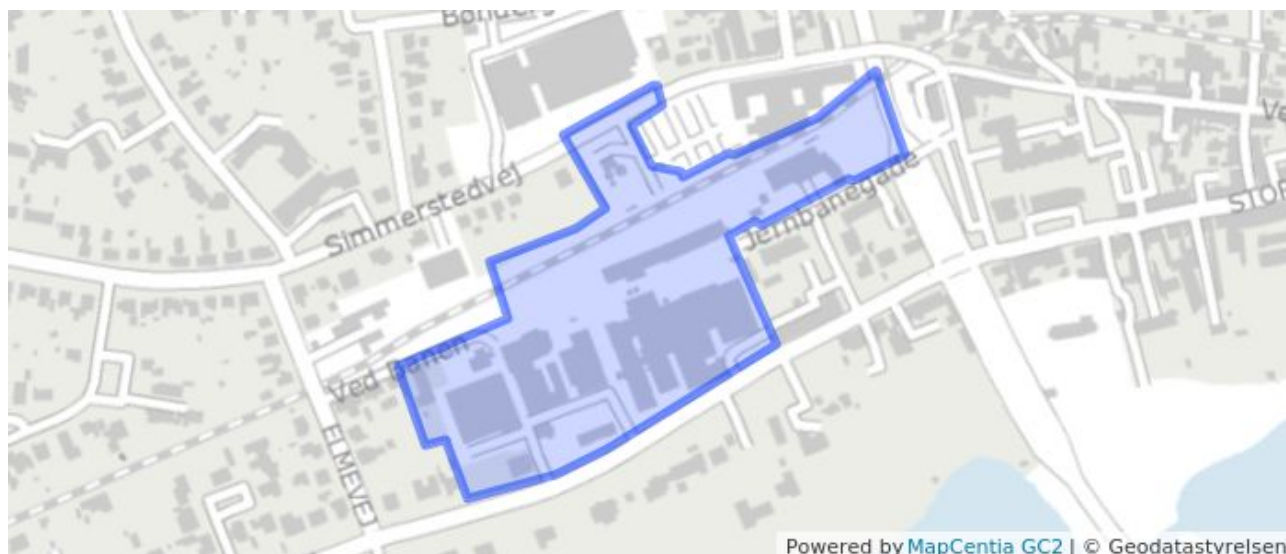 Simmerstedvej
Jernbanegade
Ved Banen
ELMEVEJ
Powered by MapCentia GC2 | © Geodatastyrelsen